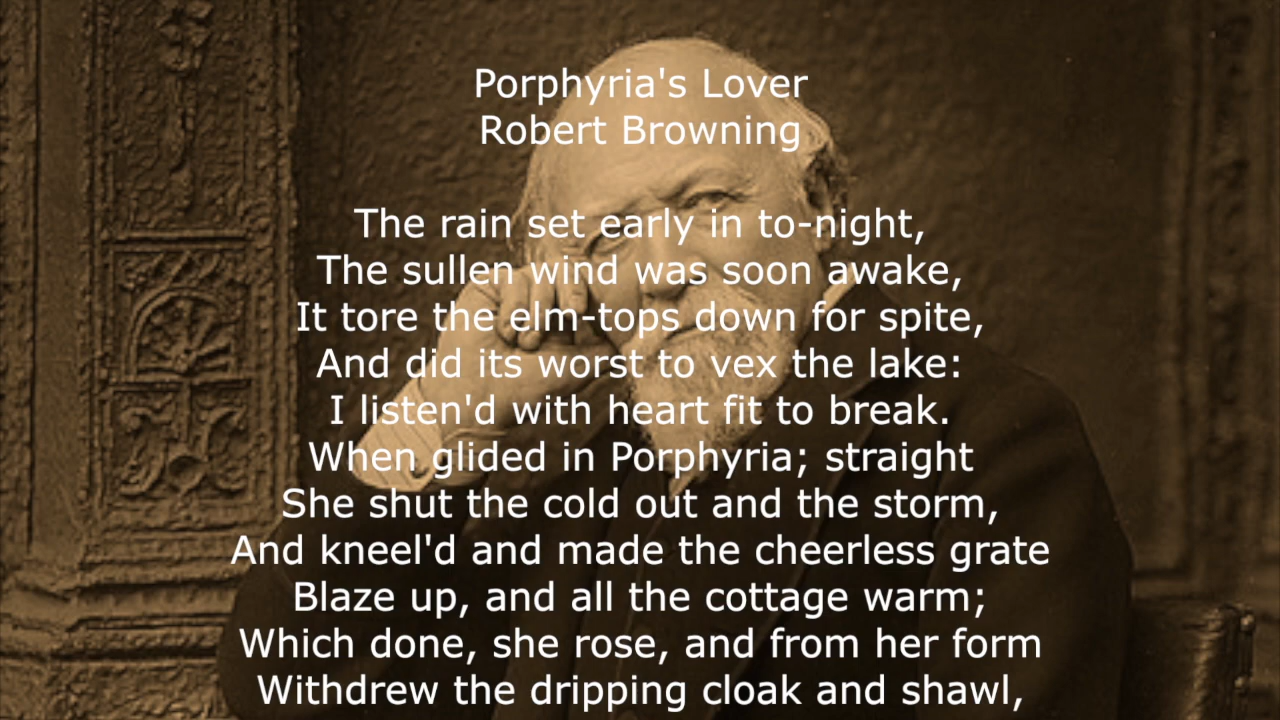 Porphyria's Lover
Robert Browning
The rain set early in to-night,
The sullen wind was soon awake,
It tore the elm-tops down for spite,
And did its worst to vex the lake:
I listen'd with heart fit to break.
When glided in Porphyria; straight
She shut the cold out and the storm,
And kneel'd and made the cheerless grate
Blaze up, and all the cottage warm;
Which done, she rose, and from her form
Withdrew the dripping cloak and shawl,